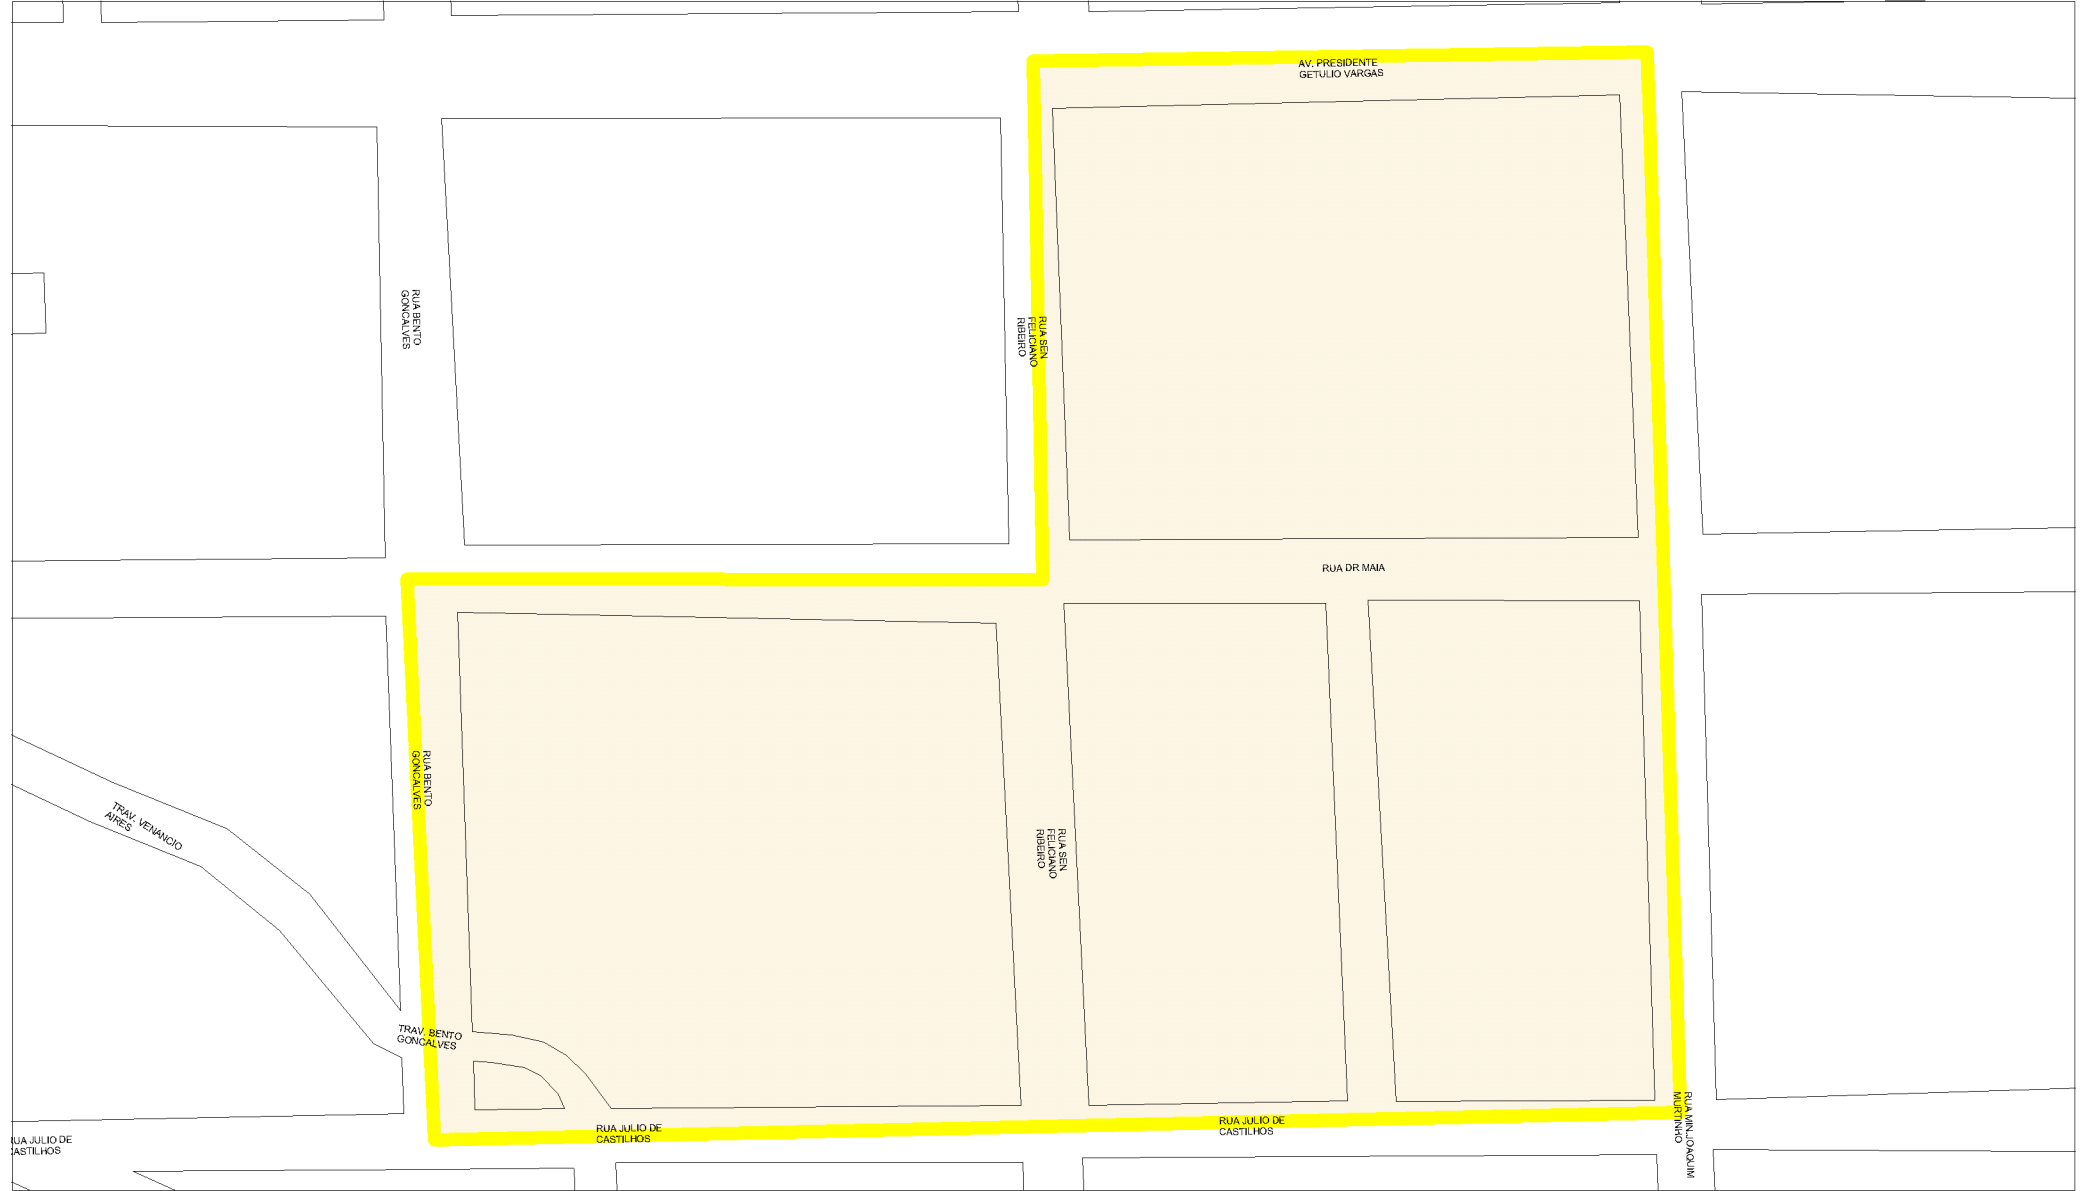 AV. PRESIDENTE
GETULIO VARGAS
RUA BENTO
GONCALVES
RUA SEN
FELICIANO
RIBEIRO
RUA DR MAIA
RUA BENTO
GONCALVES
TRAV. VENANCIO
AIRES
RUA SEN
FELICIANO
RIBEIRO
TRAV. BENTO
GONCALVES
RUA JULIO DE
CASTILHOS
RUA JULIO DE
CASTILHOS
RUA MIN.JOAQUIM
MURTINHO
UA JULIO DE
ASTILHOS